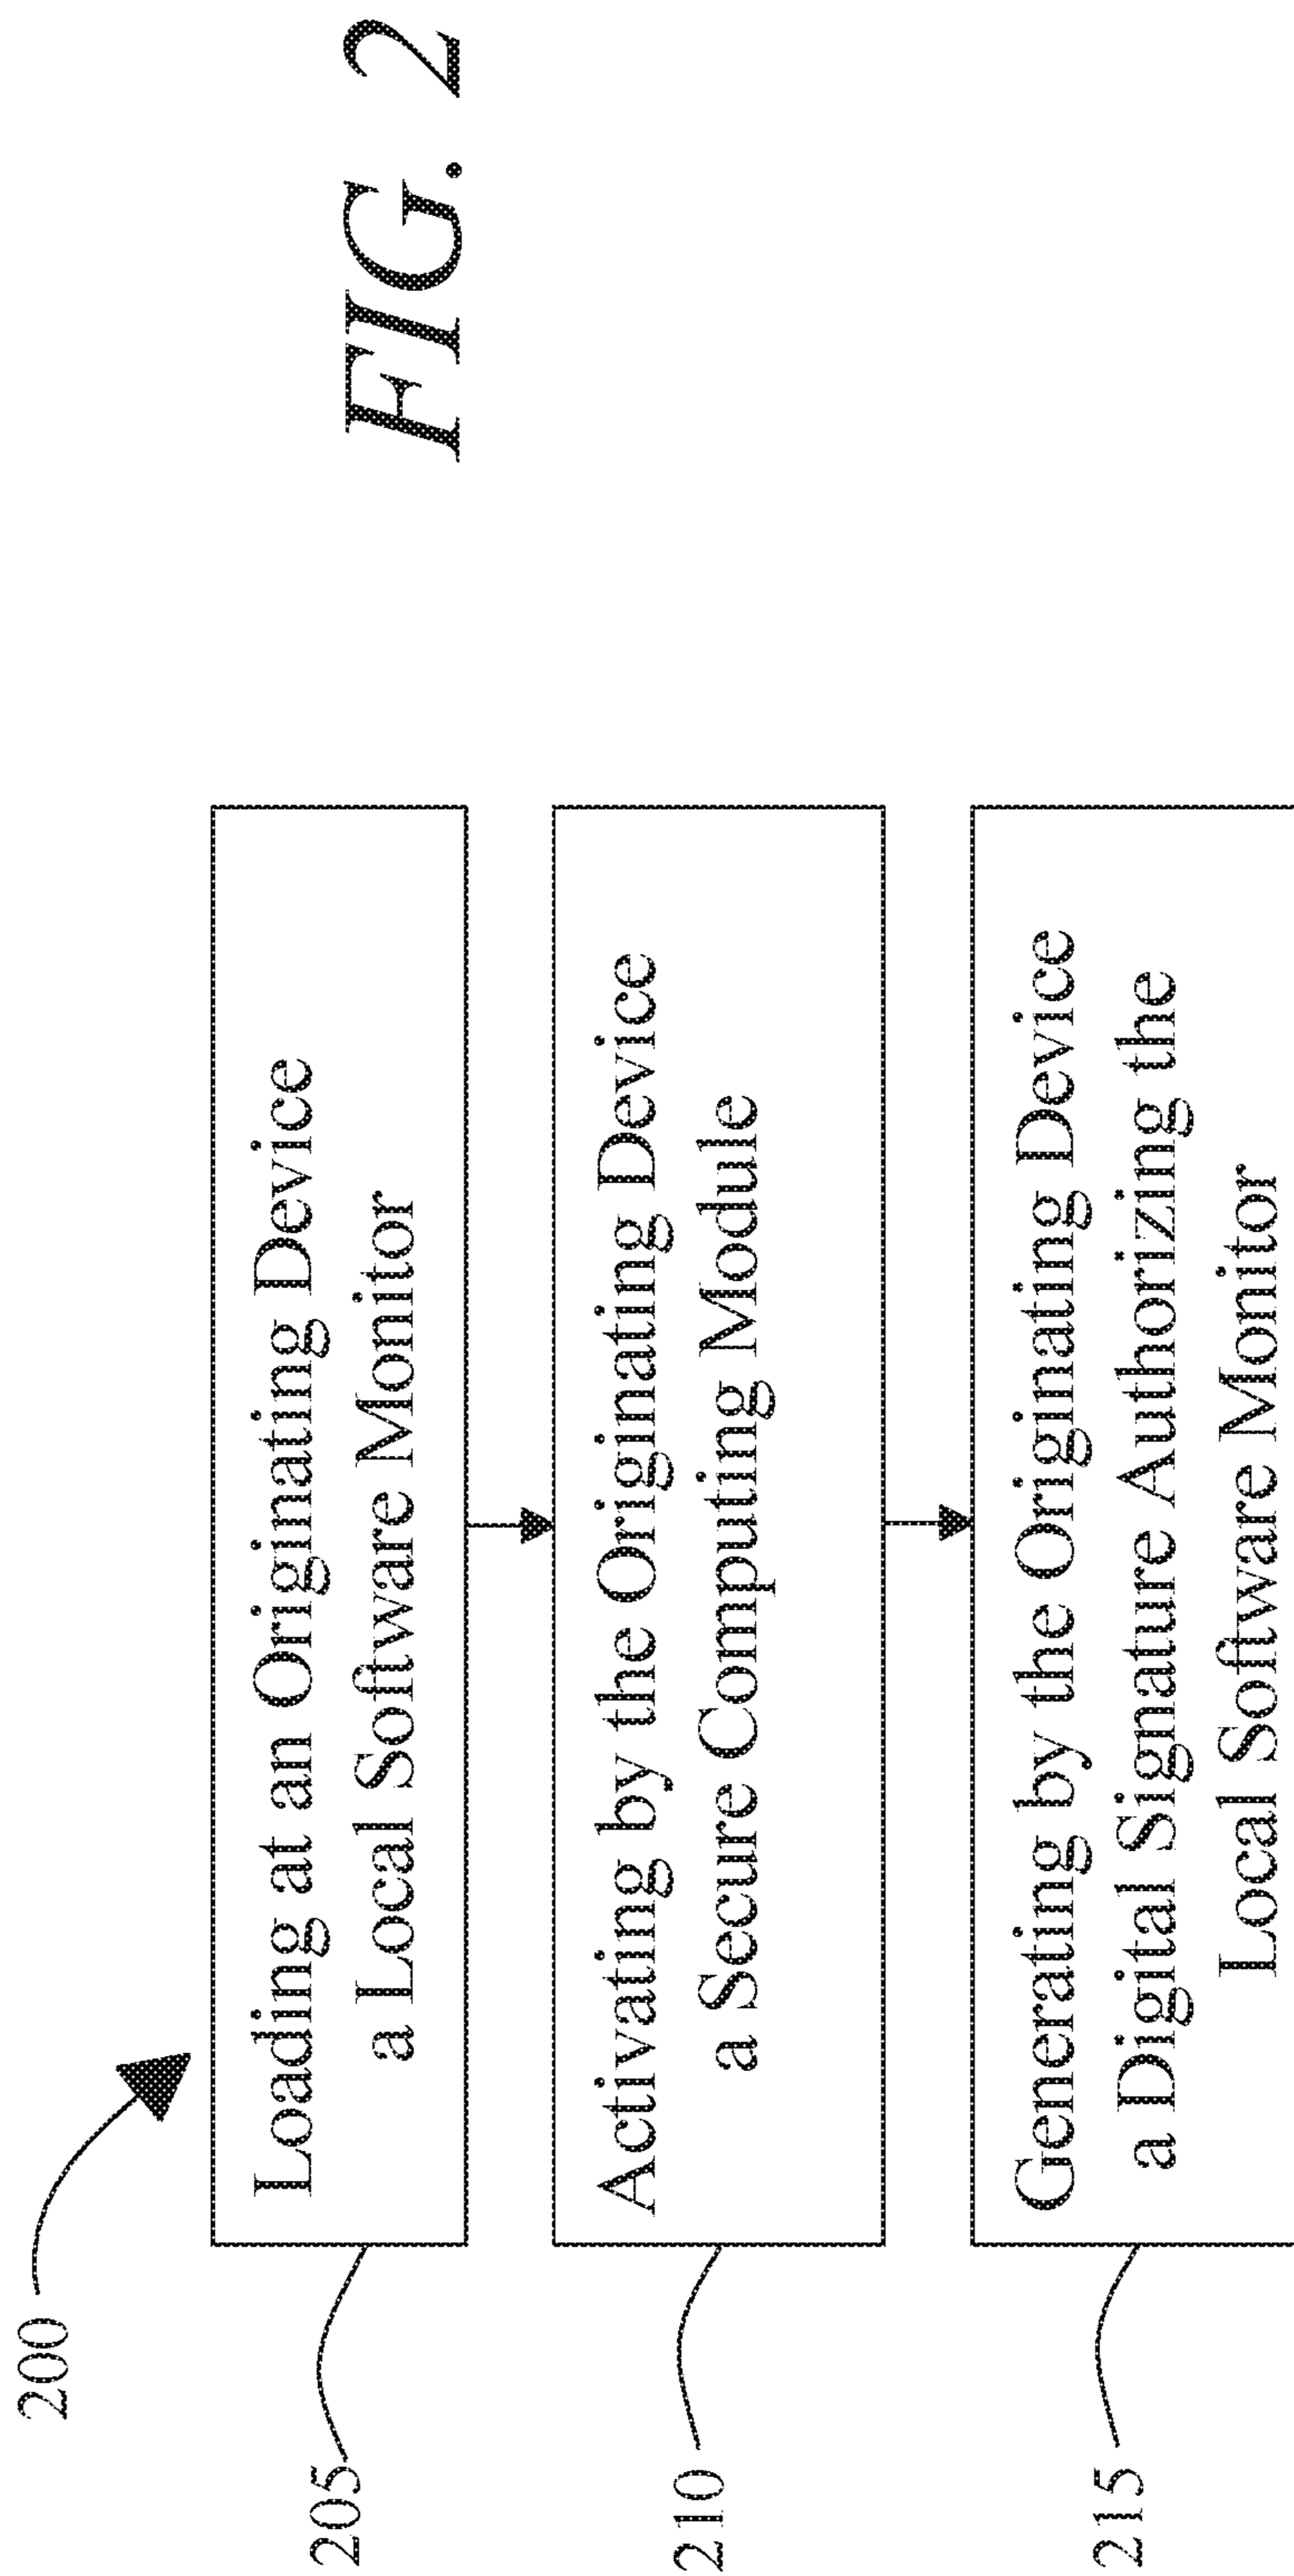 200
205
Loading at an Originating Device
a Local Software Monitor
210
Activating by the Originating Device
a Secure Computing Module
215
Generating by the Originating Device
a Digital Signature Authorizing the
Local Software Monitor
FIG. 2